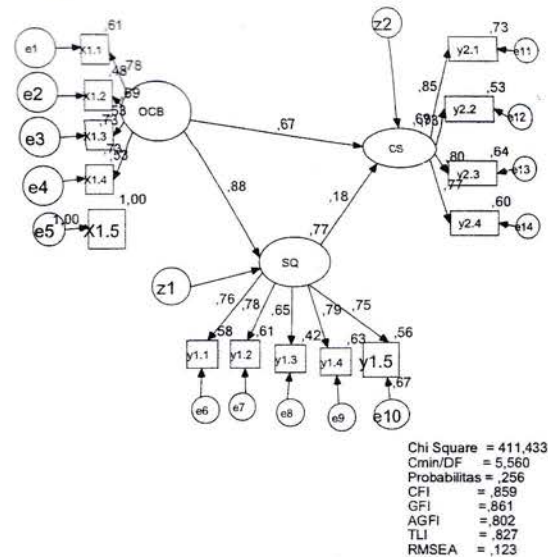 z2
,61
e1
X1.1
,78
,73
y2.1
e11
e2
,48
X1.2
,69
OCB
,85
,53
y2.2
e12
e3
,73
X1.3
,53
,67
,69
CS
,64
e4
,73
X1.4
,53
,80
y2.3
e13
,77
1,00
,88
,18
,60
e5
1,00
X1.5
,77
y2.4
e14
SQ
z1
,76
,78
,65
,79
,75
,58
,61
,42
,63
,56
y1.1
y1.2
y1.3
y1.4
y1.5
,67
e6
e7
e8
e9
e10
Chi Square = 411,433
Cmin/DF = 5,560
Probabilitas = ,256
CFI = ,859
GFI = ,861
AGFI = ,802
TLI = ,827
RMSEA = ,123